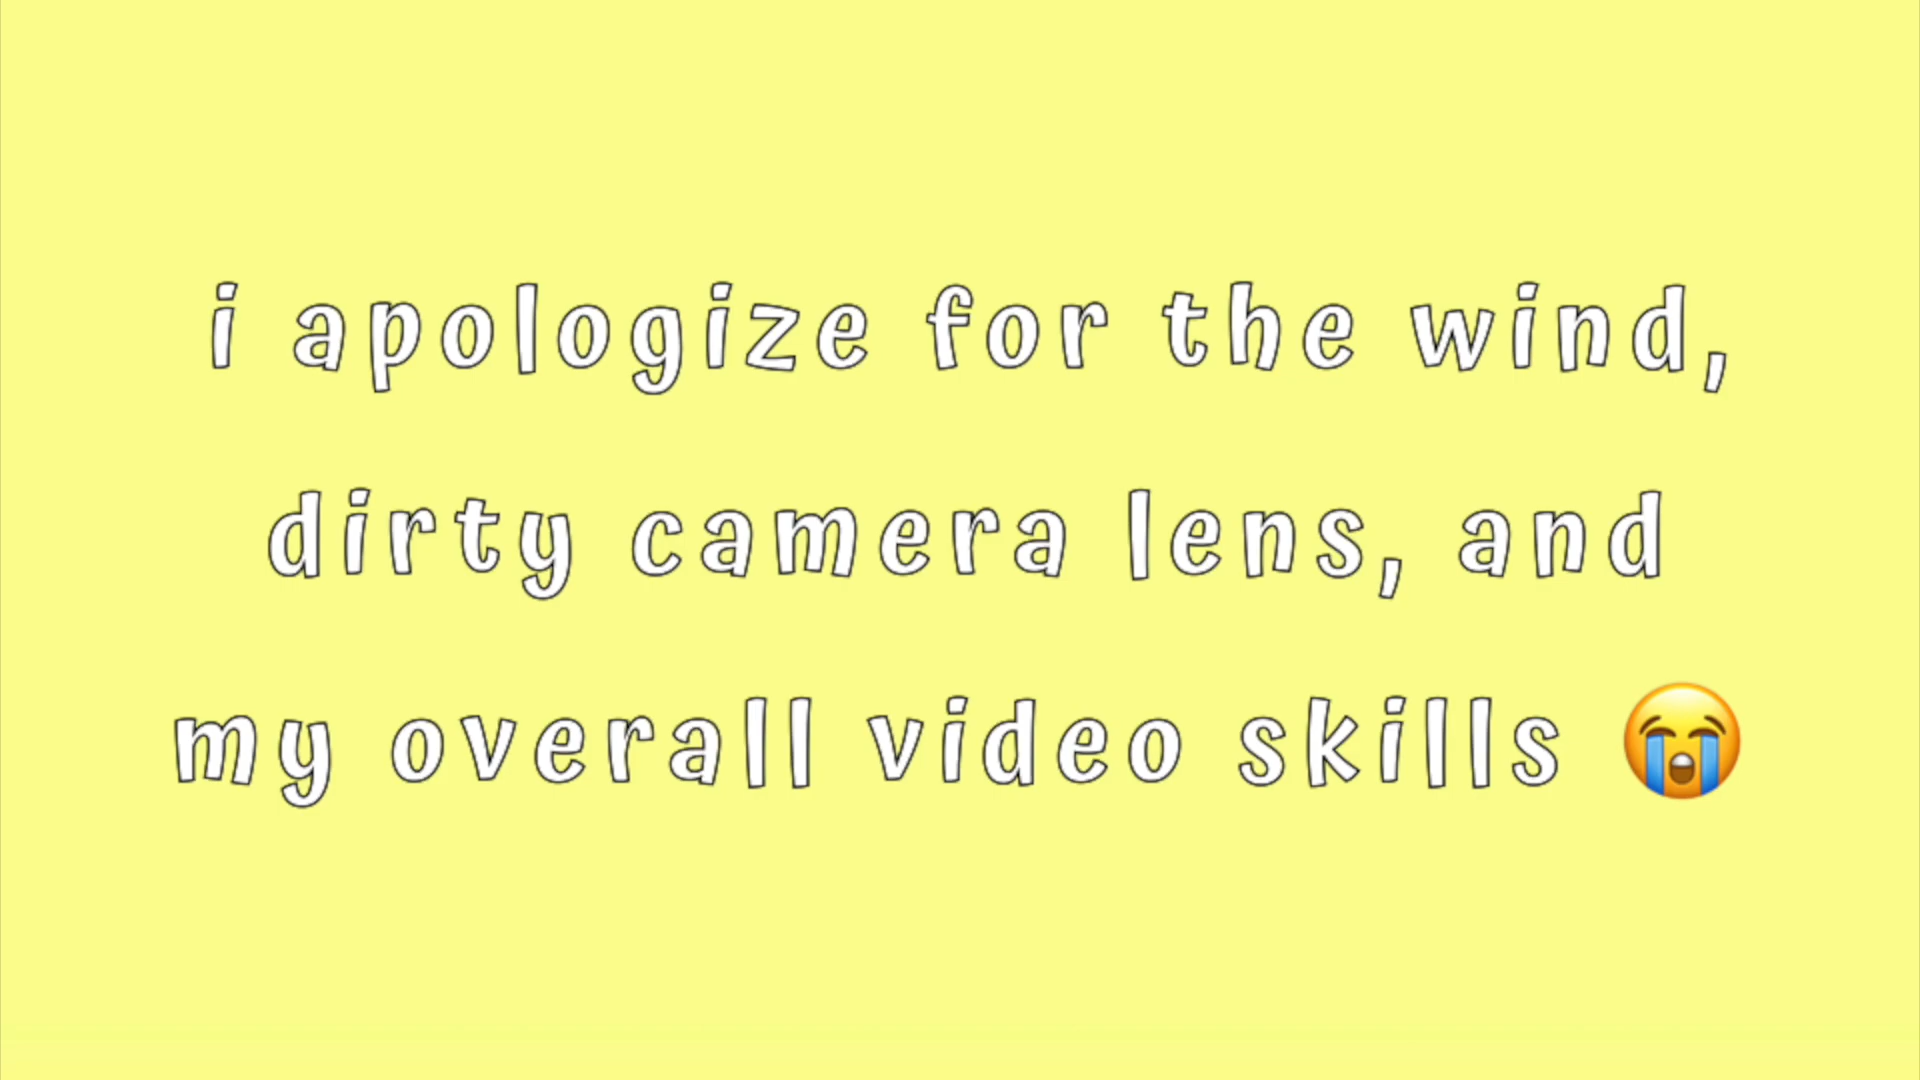 i apologize for the wind,
dirty camera lens, and
my overall video skills 😭